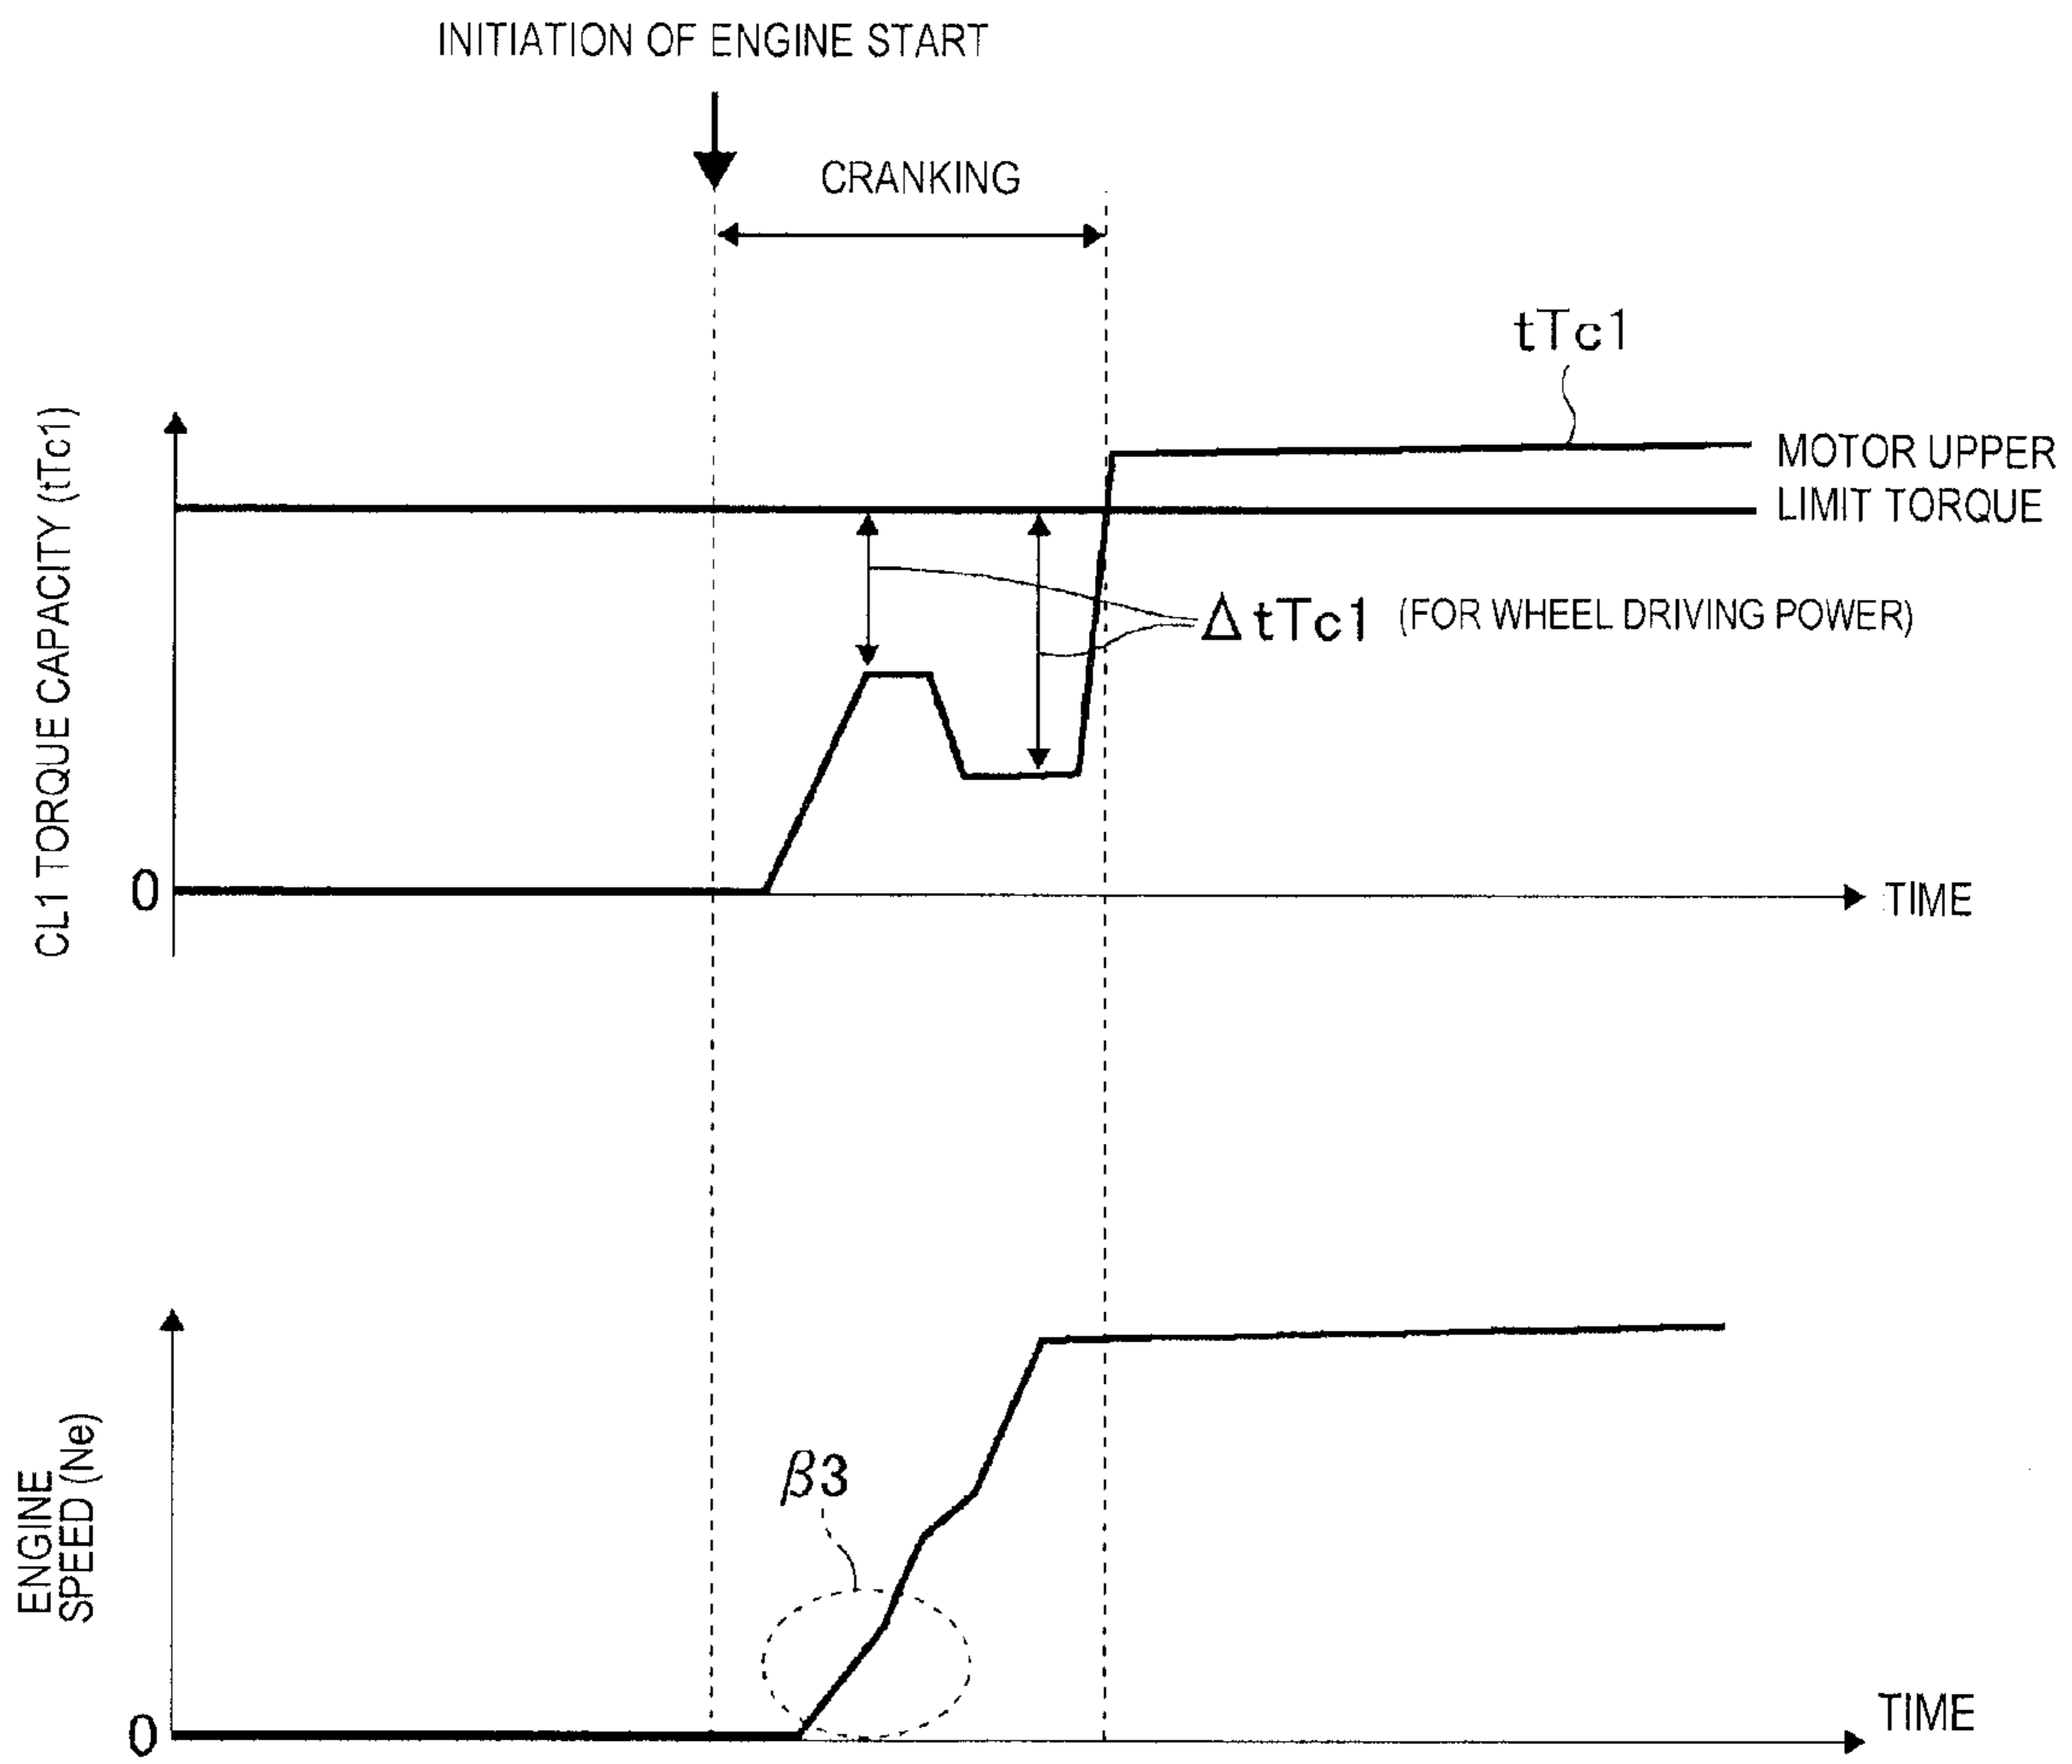 INITIATION OF ENGINE START
CRANKING
tTc1
MOTOR UPPER
LIMIT TORQUE
ΔtTc1 (FOR WHEEL DRIVING POWER)
CL1 TORQUE CAPACITY (tTc1)
0
TIME
β3
ENGINE
SPEED (Ne)
0
TIME